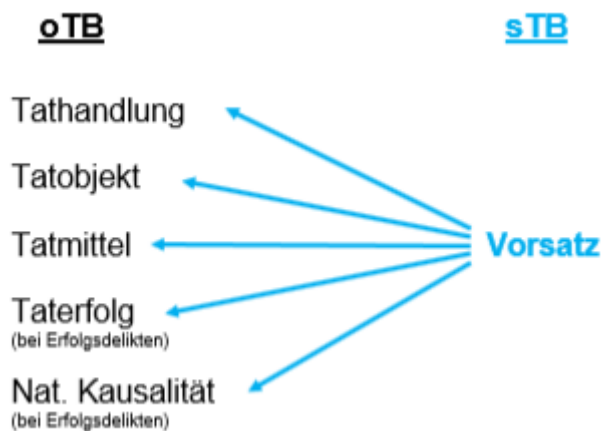 oTB
sTB
Tathandlung
Tatobjekt
Tatmittel
Vorsatz
Taterfolg
(bei Erfolgsdelikten)
Nat. Kausalität
(bei Erfolgsdelikten)